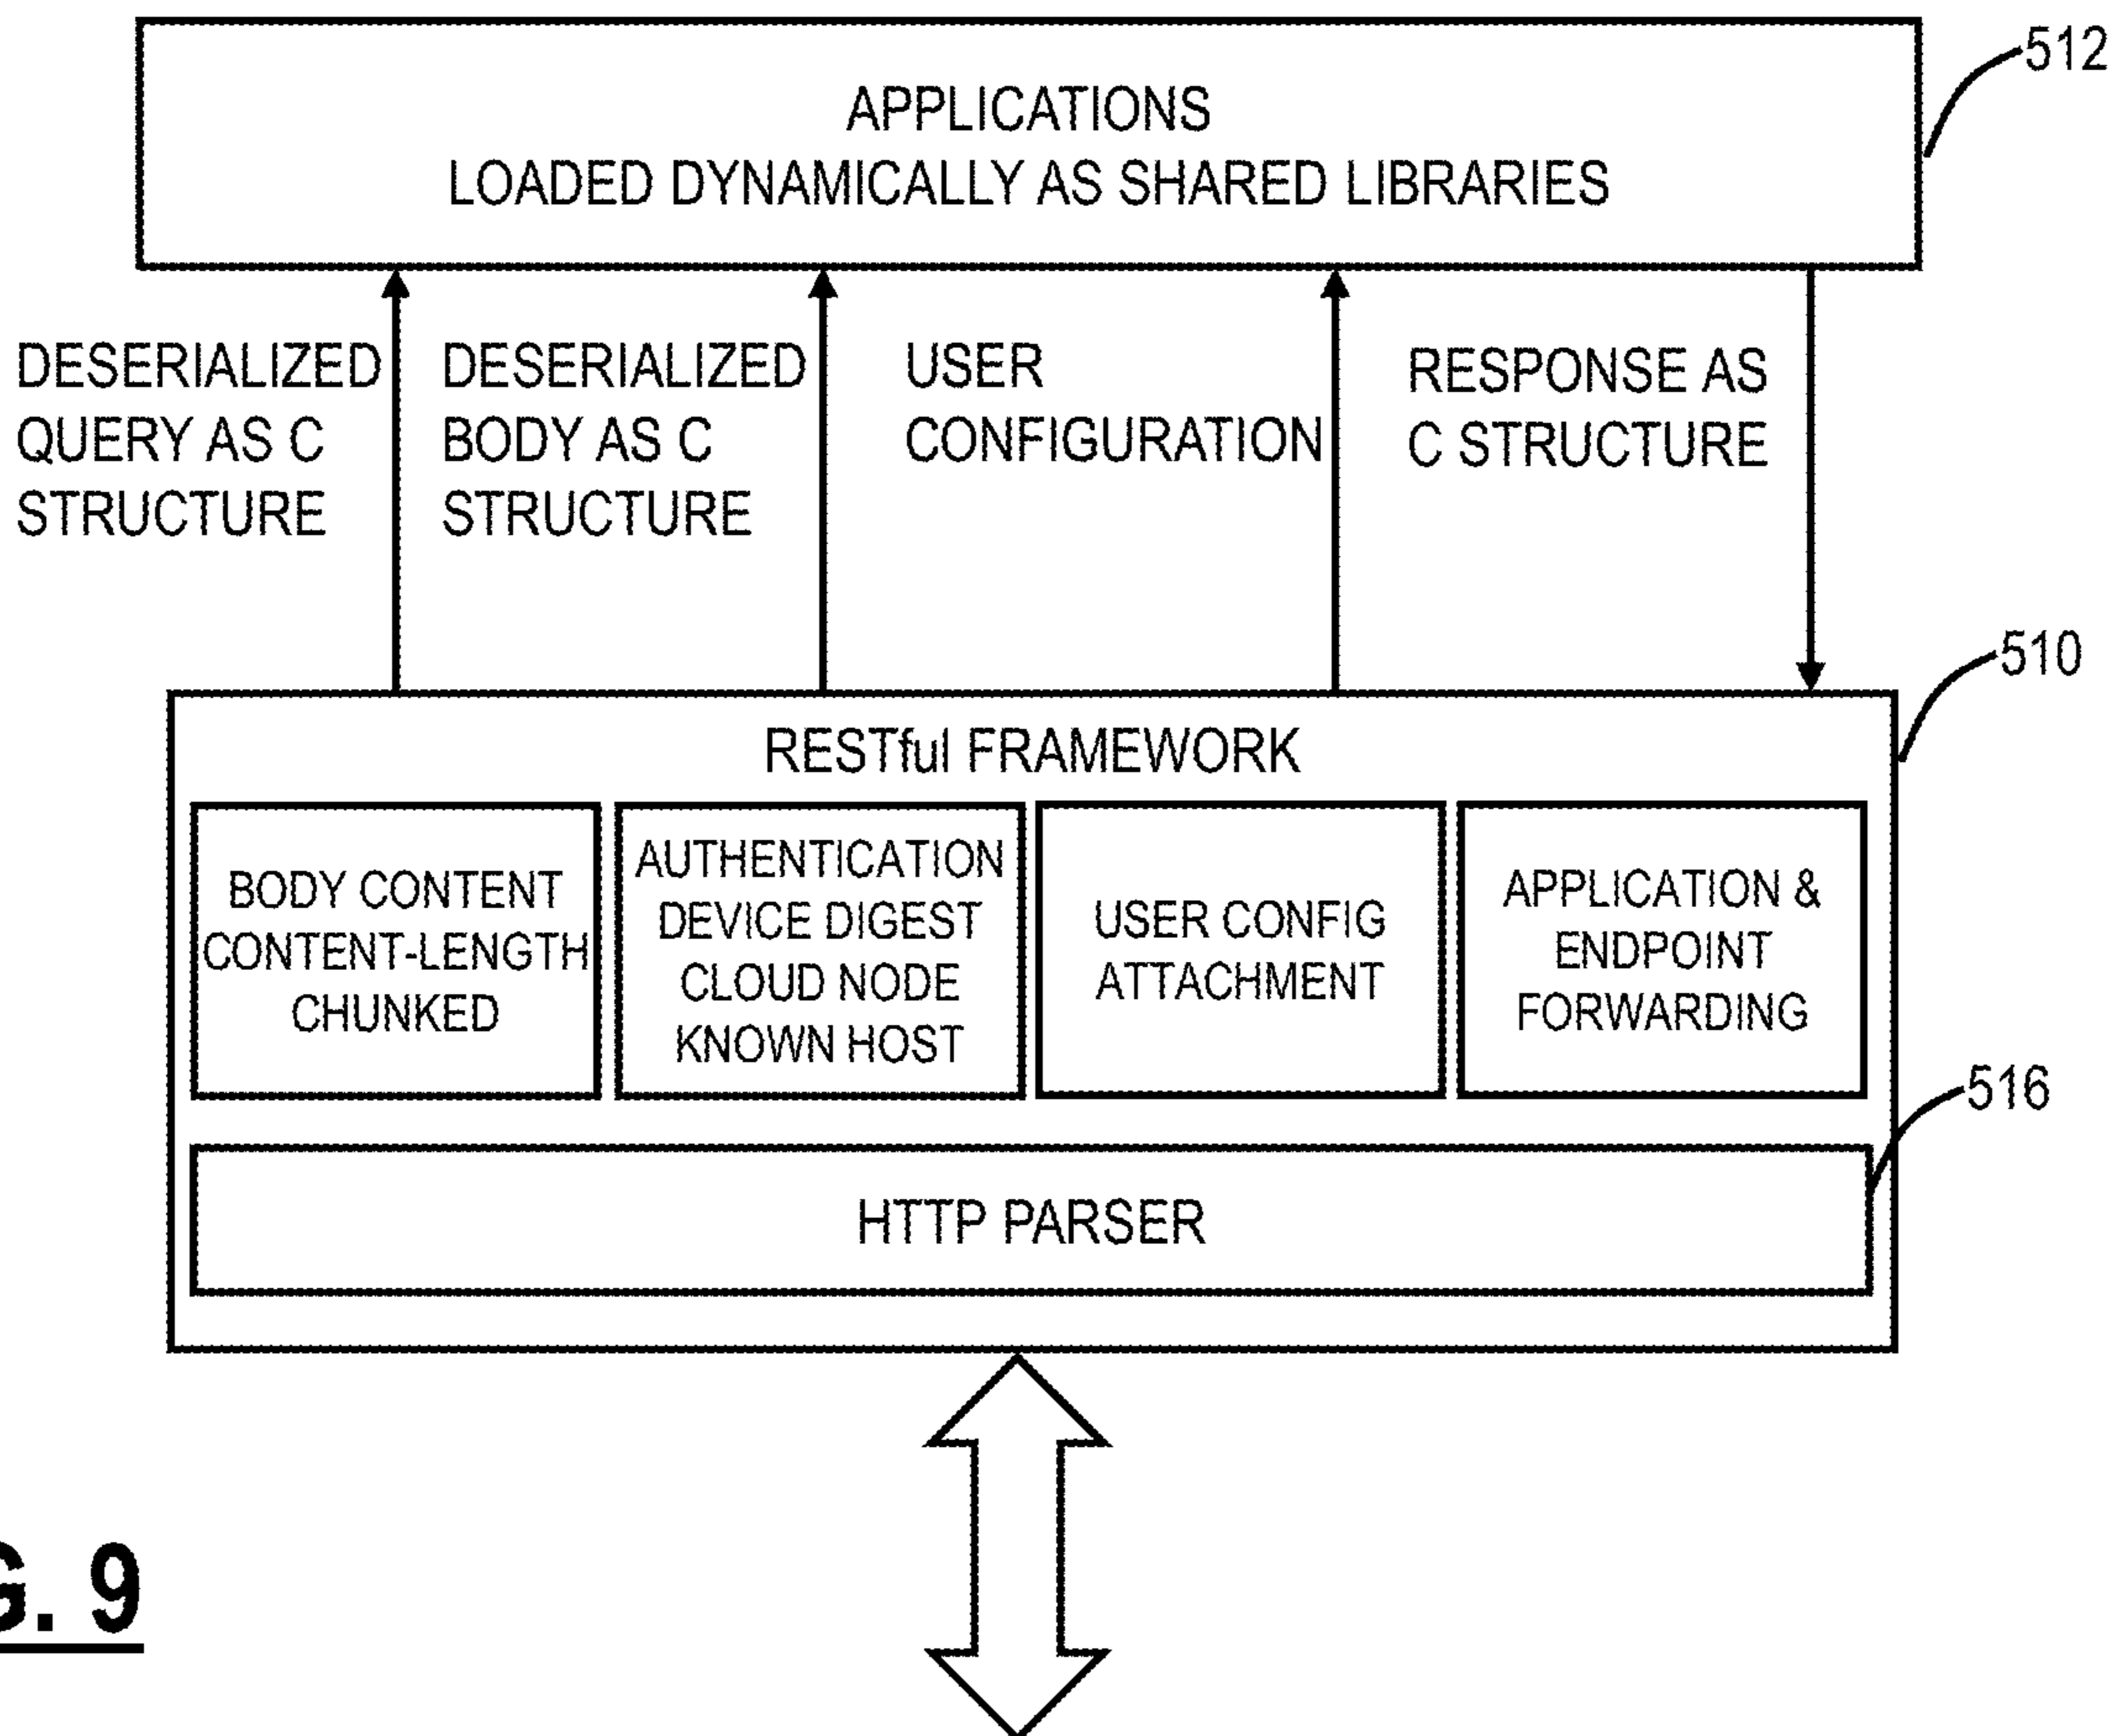 512
APPLICATIONS
LOADED DYNAMICALLY AS SHARED LIBRARIES
DESERIALIZED
QUERY AS C
STRUCTURE
DESERIALIZED
BODY AS C
STRUCTURE
USER
CONFIGURATION
RESPONSE AS
C STRUCTURE
510
RESTful FRAMEWORK
BODY CONTENT
CONTENT-LENGTH
CHUNKED
AUTHENTICATION
DEVICE DIGEST
CLOUD NODE
KNOWN HOST
USER CONFIG
ATTACHMENT
APPLICATION &
ENDPOINT
FORWARDING
516
HTTP PARSER
G. 9